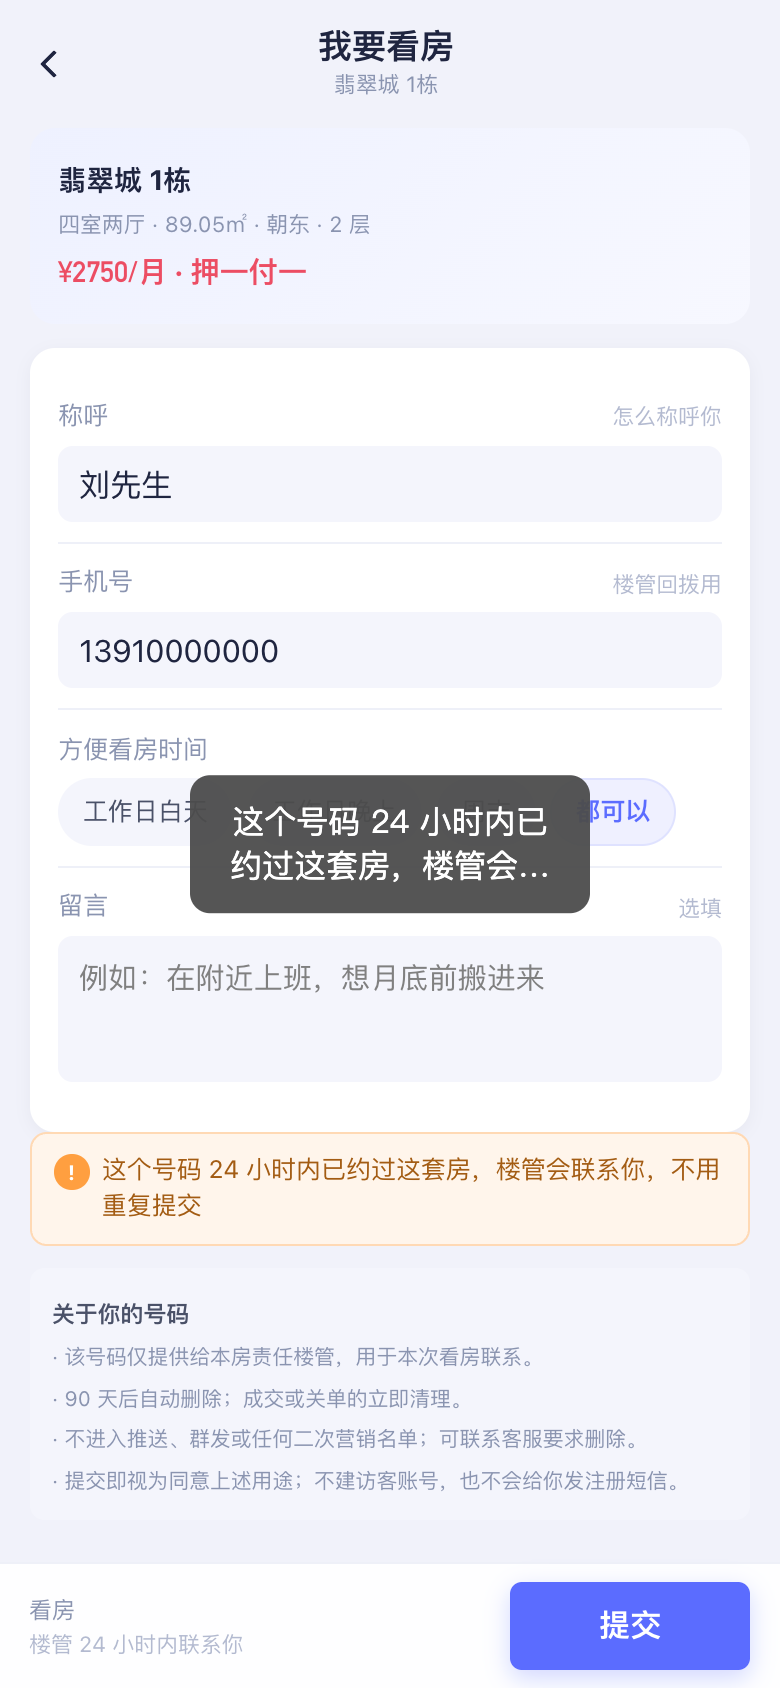 我要看房
翡翠城 1栋
翡翠城 1栋
四室两厅 · 89.05㎡ · 朝东 · 2 层
¥2750/月 · 押一付一
称呼
怎么称呼你
刘先生
手机号
楼管回拨用
13910000000
方便看房时间
工作日白天
都可以
这个号码 24 小时内已
约过这套房，楼管会...
留言
选填
例如：在附近上班，想月底前搬进来
这个号码 24 小时内已约过这套房，楼管会联系你，不用
重复提交
关于你的号码
· 该号码仅提供给本房责任楼管，用于本次看房联系。
· 90 天后自动删除；成交或关单的立即清理。
· 不进入推送、群发或任何二次营销名单；可联系客服要求删除。
· 提交即视为同意上述用途；不建访客账号，也不会给你发注册短信。
看房
楼管 24 小时内联系你
提交